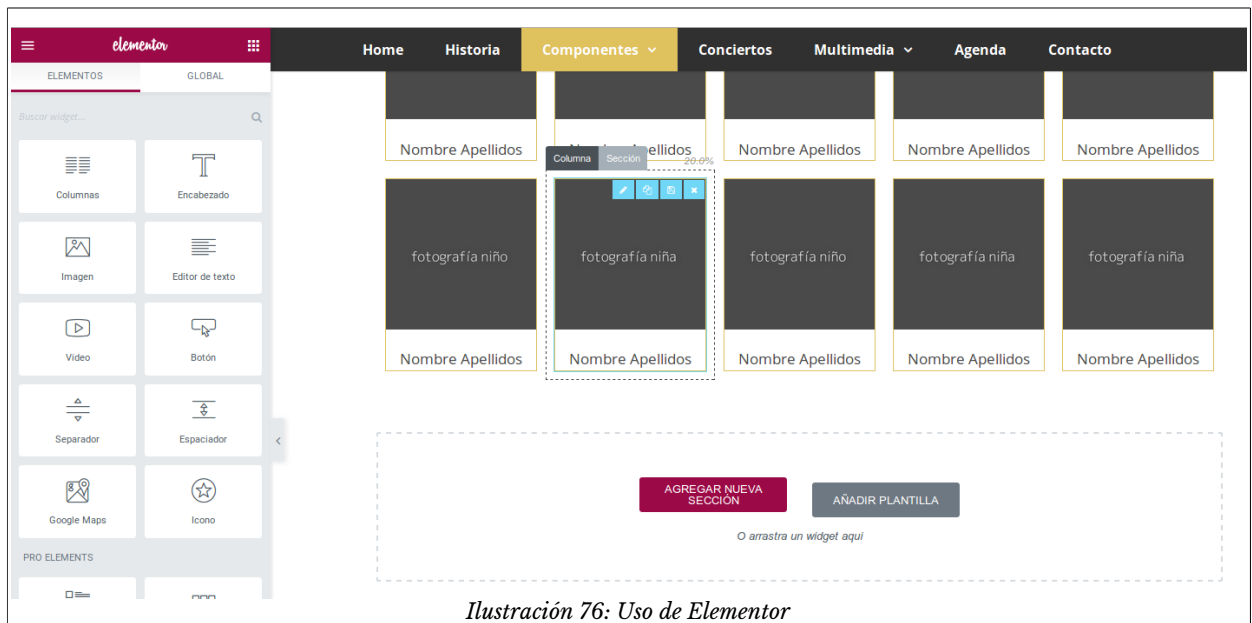 elementor
ELEMENTOS GLOBAL
Buscar widget...
Columnas Encabezado
Imagen Editor de texto
Vídeo Botón
Separador Espaciador
Google Maps Icono
PRO ELEMENTS
Home Historia Componentes Conciertos Multimedia Agenda Contacto
Nombre Apellidos Nombre Apellidos Nombre Apellidos Nombre Apellidos Nombre Apellidos
Columna Sección 20.0%
fotografía niño fotografía niña fotografía niño fotografía niña fotografía niña
Nombre Apellidos Nombre Apellidos Nombre Apellidos Nombre Apellidos Nombre Apellidos
AGREGAR NUEVA
SECCIÓN
AÑADIR PLANTILLA
O arrastra un widget aquí
Ilustración 76: Uso de Elementor